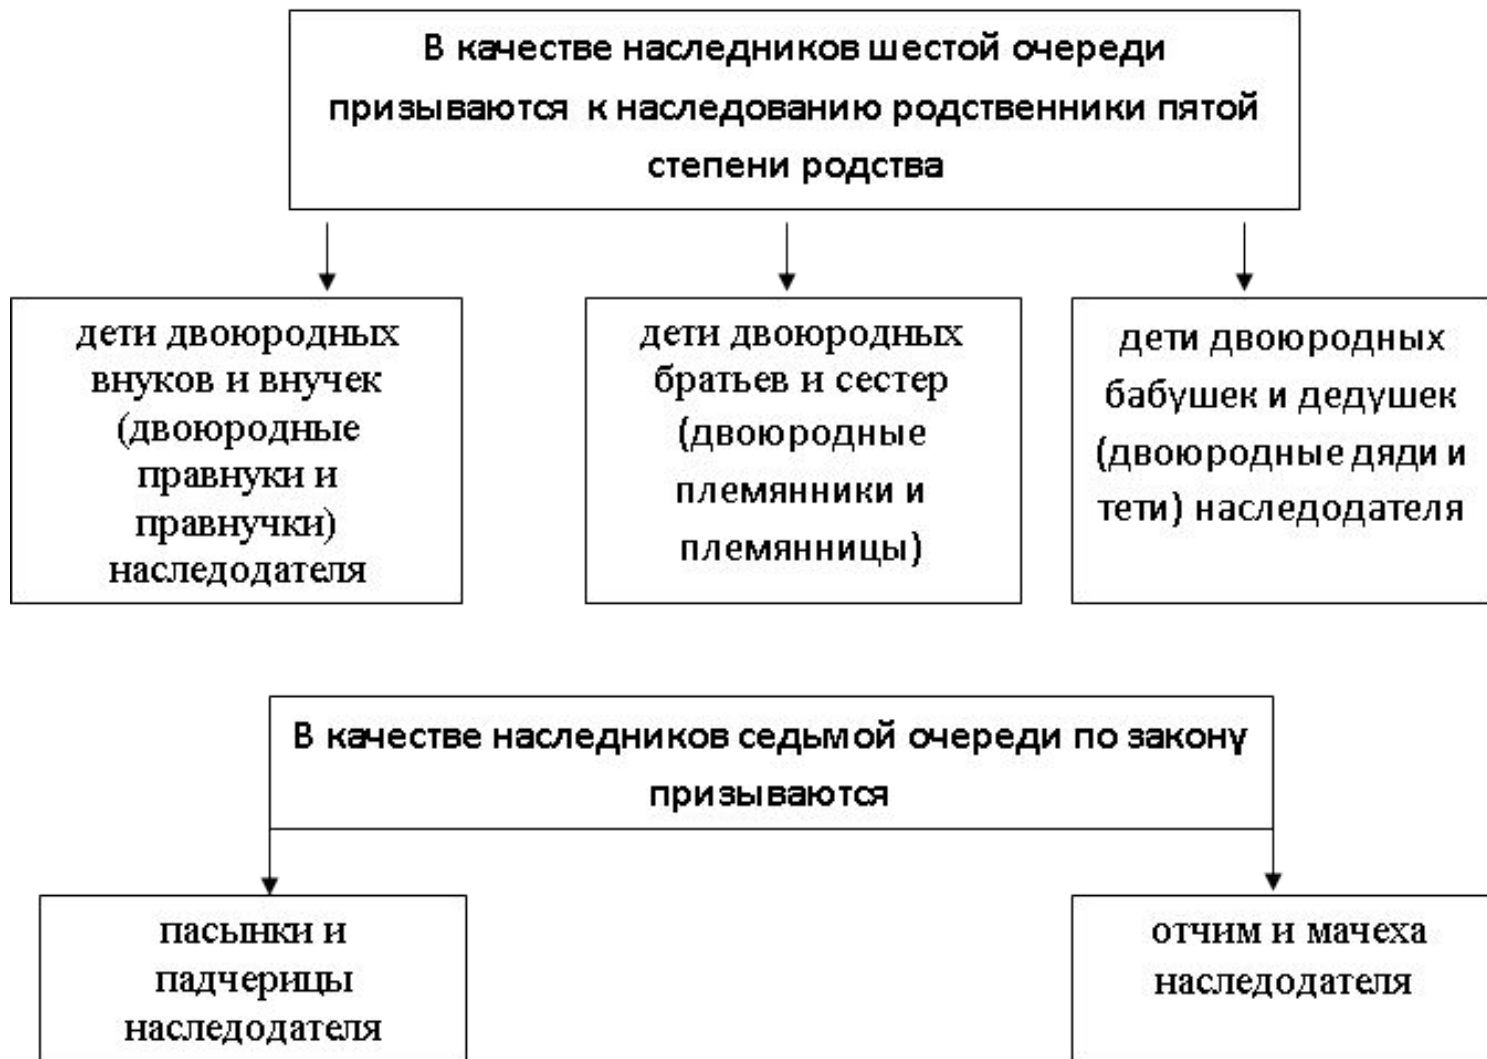 В качестве наследников шестой очереди
призываются к наследованию родственники пятой
степени родства
дети двоюродных
внуков и внучек
(двоюродные
правнуки и
правнучки)
наследодателя
дети двоюродных
братьев и сестер
(двоюродные
племянники и
племянницы)
дети двоюродных
бабушек и дедушек
(двоюродные дяди и
тети) наследодателя
В качестве наследников седьмой очереди по закону
призываются
пасынки и
падчерицы
наследодателя
отчим и мачеха
наследодателя